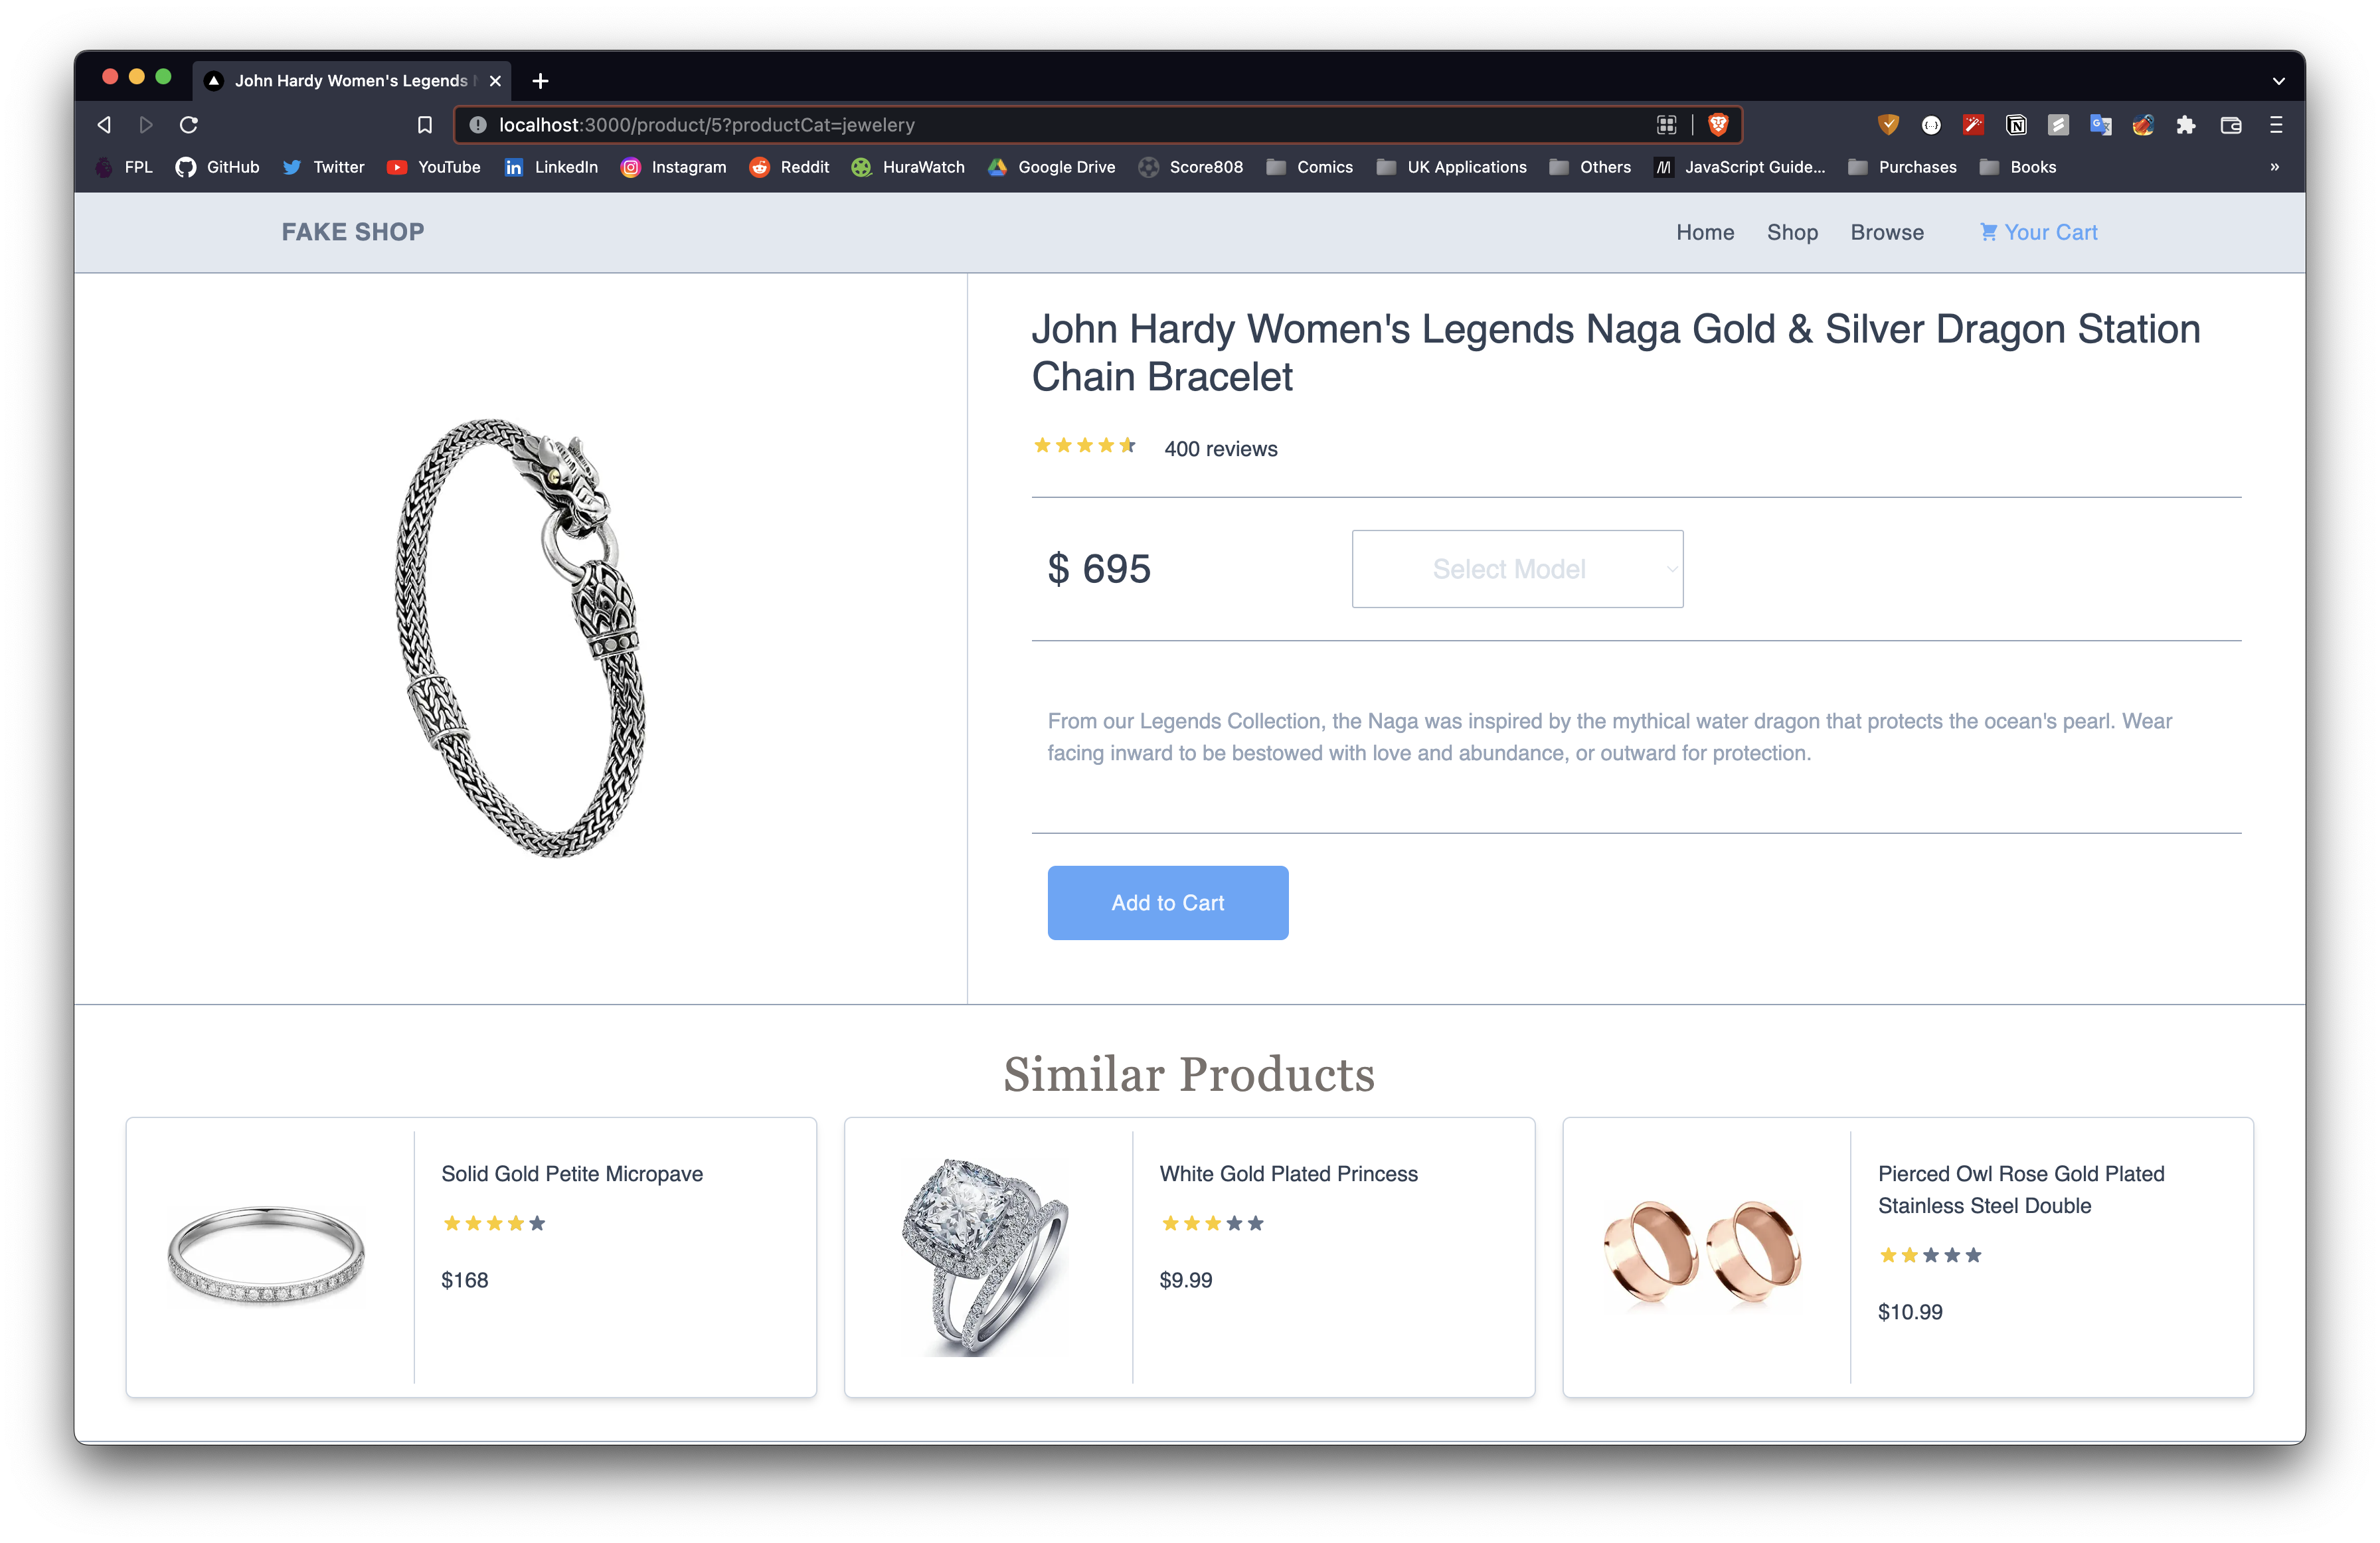 John Hardy Women's Legends
localhost:3000/product/5?productCat=jewelery
FPL GitHub Twitter YouTube LinkedIn Instagram Reddit HuraWatch Google Drive Score808 Comics UK Applications Others JavaScript Guide... Purchases Books »
FAKE SHOP
Home Shop Browse Your Cart
John Hardy Women's Legends Naga Gold & Silver Dragon Station
Chain Bracelet
400 reviews
$ 695
Select Model
From our Legends Collection, the Naga was inspired by the mythical water dragon that protects the ocean's pearl. Wear
facing inward to be bestowed with love and abundance, or outward for protection.
Add to Cart
Similar Products
Solid Gold Petite Micropave
$168
White Gold Plated Princess
$9.99
Pierced Owl Rose Gold Plated
Stainless Steel Double
$10.99